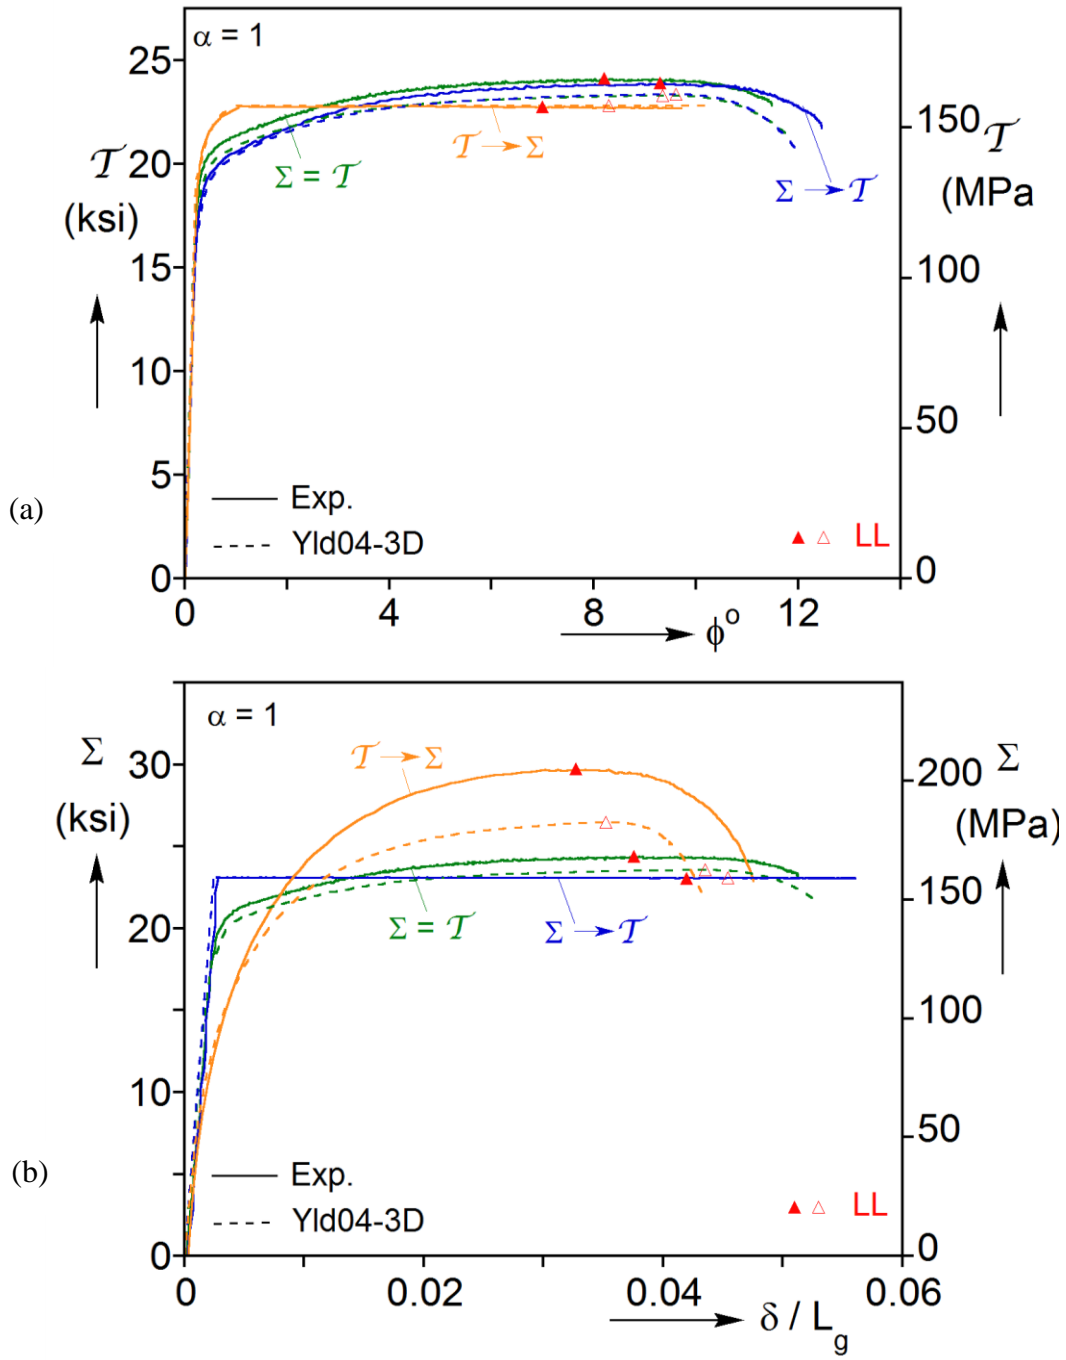 α = 1
25
20
15
10
5
0
𝒯
(ksi)
150
100
50
0
𝒯
(MPa
𝒯 → Σ
Σ = 𝒯
Σ → 𝒯
Exp.
Yld04-3D
LL
(a)
0 4 8 12
ϕ°
α = 1
Σ
(ksi)
30
20
10
0
200
150
100
50
0
Σ
(MPa)
𝒯 → Σ
Σ = 𝒯
Σ → 𝒯
Exp.
Yld04-3D
LL
(b)
0 0.02 0.04 0.06
δ / L_g